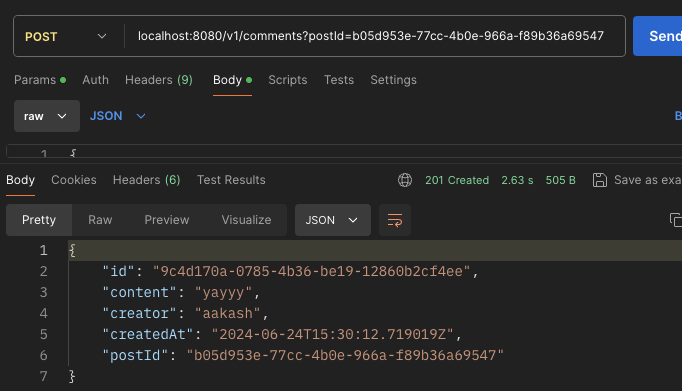 POST localhost:8080/v1/comments?postId=b05d953e-77cc-4b0e-966a-f89b36a69547 Send
Params Auth Headers (9) Body Scripts Tests Settings
raw JSON B
1 {
Body Cookies Headers (6) Test Results 201 Created 2.63 s 505 B Save as exa
Pretty Raw Preview Visualize JSON
1 {
2 "id": "9c4d170a-0785-4b36-be19-12860b2cf4ee",
3 "content": "yayyy",
4 "creator": "aakash",
5 "createdAt": "2024-06-24T15:30:12.719019Z",
6 "postId": "b05d953e-77cc-4b0e-966a-f89b36a69547"
7 }